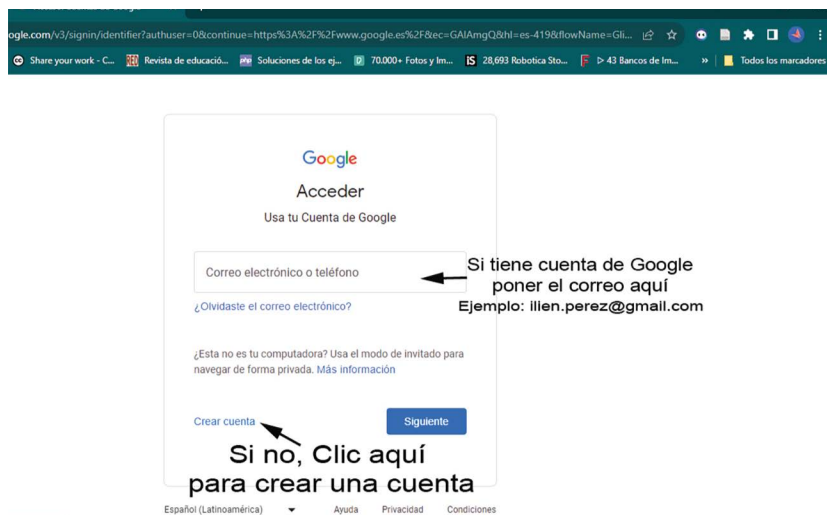 ogle.com/v3/signin/identifier?authuser=0&continue=https%3A%2F%2Fwww.google.es%2F&ec=GAlAmgQ&hl=es-419&flowName=Gli...
Share your work - C... Revista de educació... Soluciones de los ej... 70.000+ Fotos y Im... 28,693 Robotica Sto... ▷ 43 Bancos de Im... » Todos los marcadores
Google
Acceder
Usa tu Cuenta de Google
Correo electrónico o teléfono
Si tiene cuenta de Google
poner el correo aquí
Ejemplo: ilien.perez@gmail.com
¿Olvidaste el correo electrónico?
¿Esta no es tu computadora? Usa el modo de invitado para
navegar de forma privada. Más información
Crear cuenta
Siguiente
Si no, Clic aquí
para crear una cuenta
Español (Latinoamérica) Ayuda Privacidad Condiciones